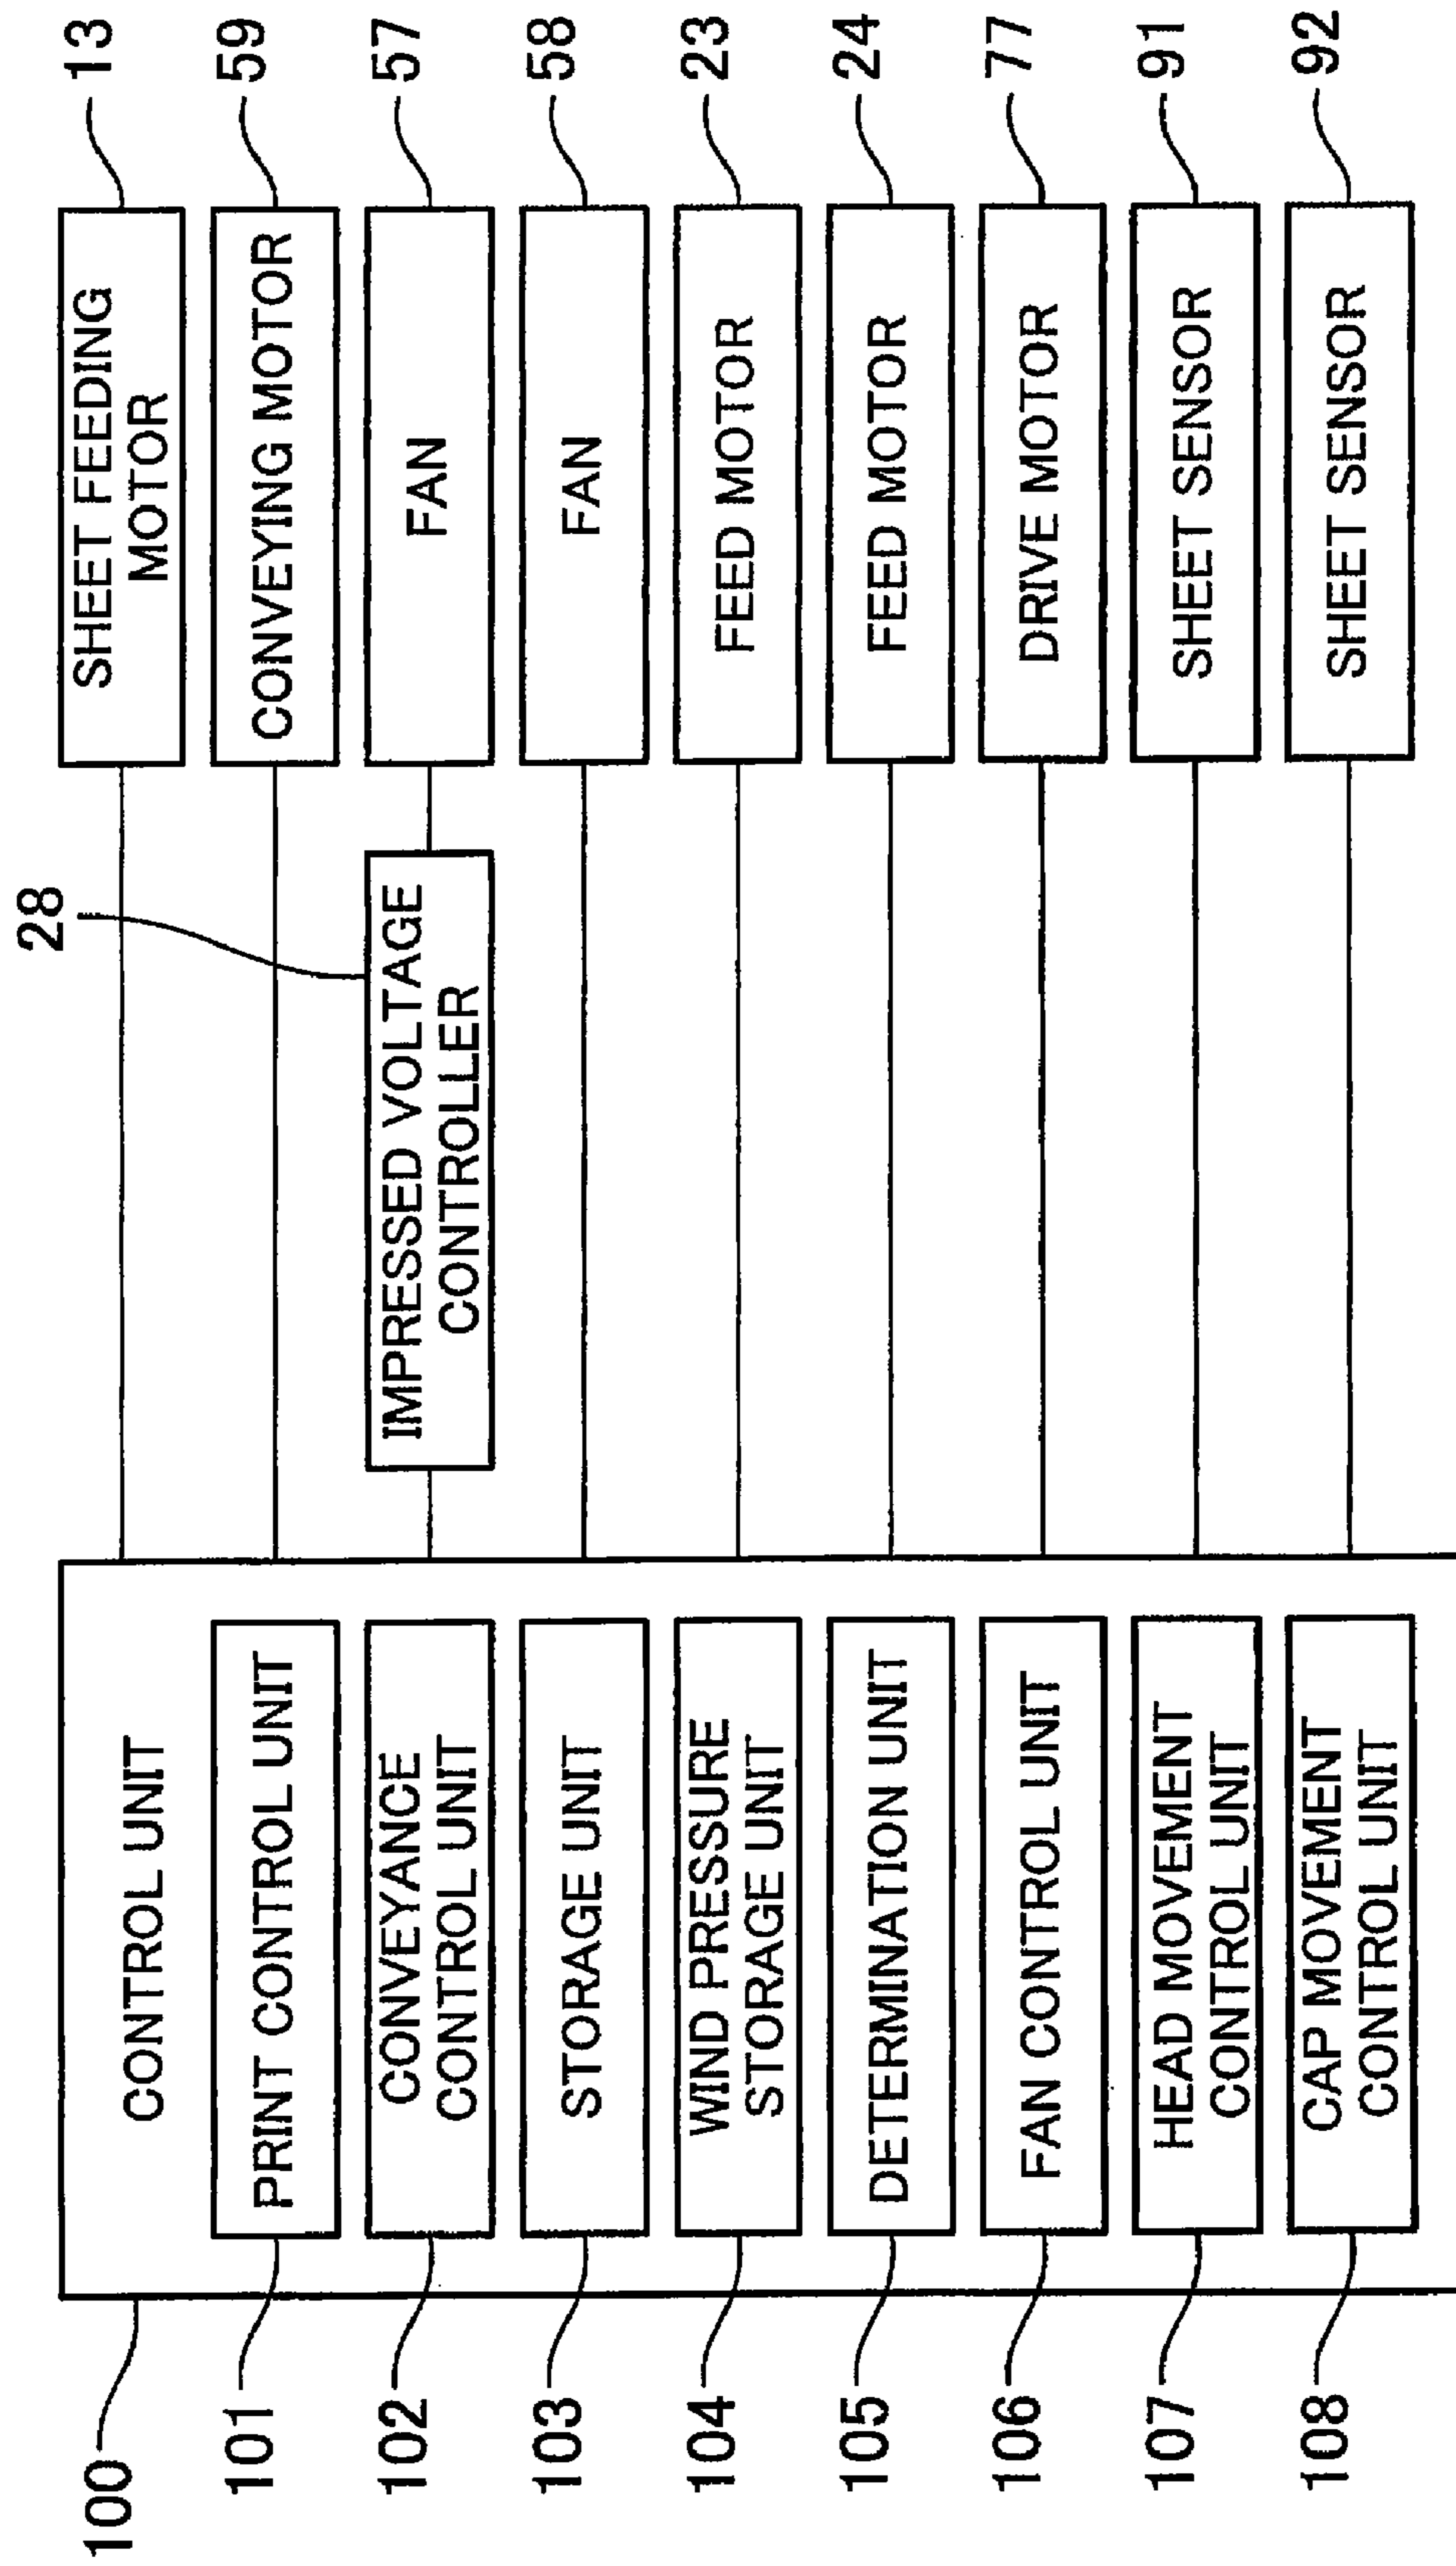 100
CONTROL UNIT
101
PRINT CONTROL UNIT
102
CONVEYANCE
CONTROL UNIT
103
STORAGE UNIT
104
WIND PRESSURE
STORAGE UNIT
105
DETERMINATION UNIT
106
FAN CONTROL UNIT
107
HEAD MOVEMENT
CONTROL UNIT
108
CAP MOVEMENT
CONTROL UNIT
28
IMPRESSED VOLTAGE
CONTROLLER
SHEET FEEDING
MOTOR
13
CONVEYING MOTOR
59
FAN
57
FAN
58
FEED MOTOR
23
FEED MOTOR
24
DRIVE MOTOR
77
SHEET SENSOR
91
SHEET SENSOR
92